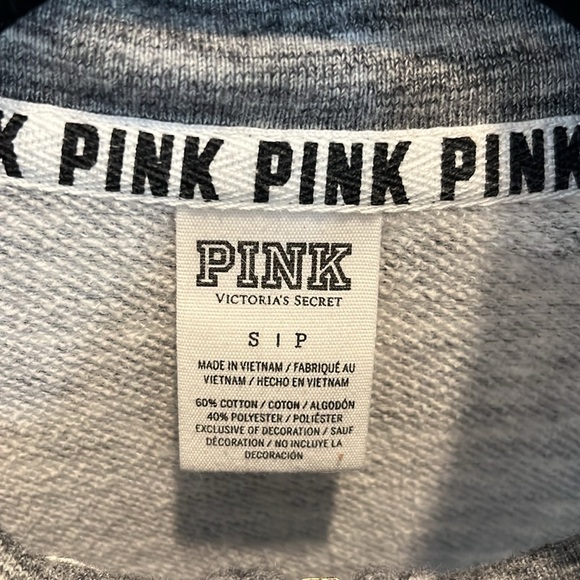 K PINK PINK PINK
PINK
VICTORIA'S SECRET
S | P
MADE IN VIETNAM / FABRIQUÉ AU
VIETNAM / HECHO EN VIETNAM
60% COTTON / COTON / ALGODÓN
40% POLYESTER / POLIÉSTER
EXCLUSIVE OF DECORATION / SAUF
DÉCORATION / NO INCLUYE LA
DECORACIÓN